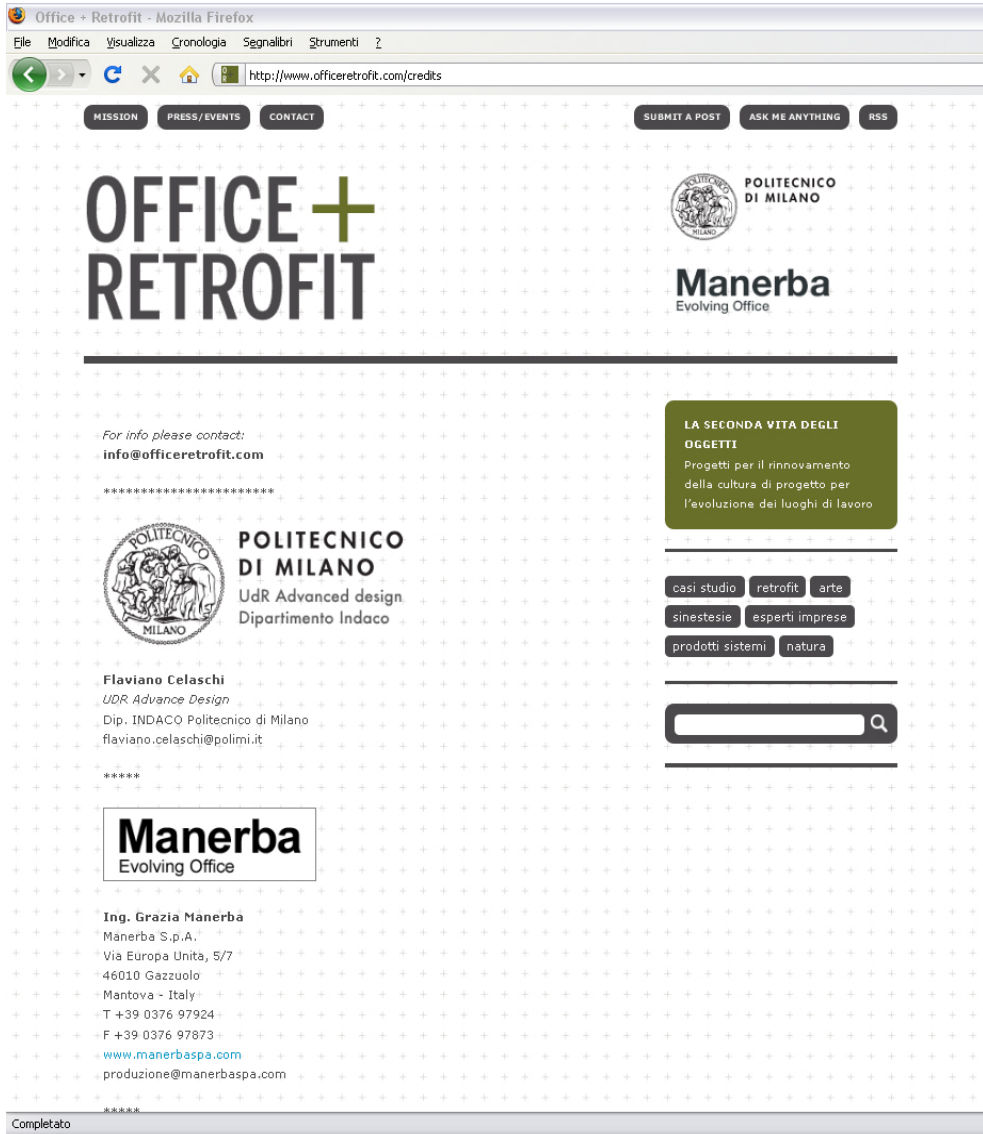 Office + Retrofit - Mozilla Firefox
File Modifica Visualizza Cronologia Segnalibri Strumenti ?
http://www.officeretrofit.com/credits
MISSION PRESS/EVENTS CONTACT SUBMIT A POST ASK ME ANYTHING RSS
OFFICE+
RETROFIT
POLITECNICO
MILANO
POLITECNICO
DI MILANO
Manerba
Evolving Office
For info please contact:
info@officeretrofit.com
***********************
POLITECNICO
MILANO
POLITECNICO
DI MILANO
UdR Advanced design
Dipartimento Indaco
Flaviano Celaschi
UDR Advance Design
Dip. INDACO Politecnico di Milano
flaviano.celaschi@polimi.it
*****
Manerba
Evolving Office
Ing. Grazia Manerba
Manerba S.p.A.
Via Europa Unita, 5/7
46010 Gazzuolo
Mantova - Italy
T +39 0376 97924
F +39 0376 97873
www.manerbaspa.com
produzione@manerbaspa.com
*****
LA SECONDA VITA DEGLI
OGGETTI
Progetti per il rinnovamento
della cultura di progetto per
l'evoluzione dei luoghi di lavoro
casi studio retrofit arte
sinestesie esperti imprese
prodotti sistemi natura
Completato